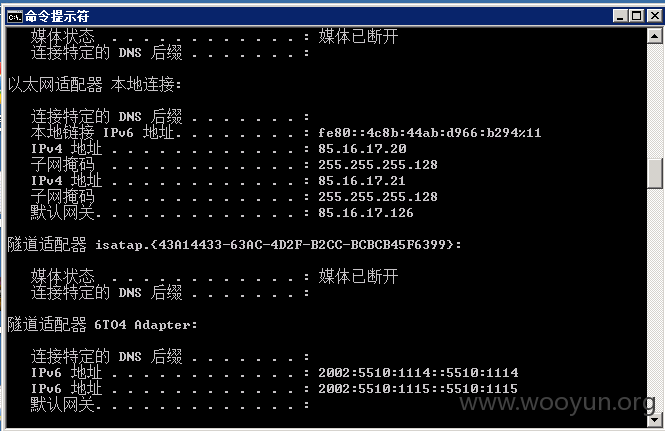 命令提示符
媒体状态 . . . . . . . . . . . . : 媒体已断开
连接特定的 DNS 后缀 . . . . . . . :
以太网适配器 本地连接:
连接特定的 DNS 后缀 . . . . . . . :
本地链接 IPv6 地址. . . . . . . . : fe80::4c8b:44ab:d966:b294%11
IPv4 地址 . . . . . . . . . . . . : 85.16.17.20
子网掩码 . . . . . . . . . . . . : 255.255.255.128
IPv4 地址 . . . . . . . . . . . . : 85.16.17.21
子网掩码 . . . . . . . . . . . . : 255.255.255.128
默认网关. . . . . . . . . . . . . : 85.16.17.126
隧道适配器 isatap.{43A14433-63AC-4D2F-B2CC-BCBCB45F6399}:
媒体状态 . . . . . . . . . . . . : 媒体已断开
连接特定的 DNS 后缀 . . . . . . . :
隧道适配器 6TO4 Adapter:
连接特定的 DNS 后缀 . . . . . . . :
IPv6 地址 . . . . . . . . . . . . : 2002:5510:1114::5510:1114
IPv6 地址 . . . . . . . . . . . . : 2002:5510:1115::5510:1115
默认网关. . . . . . . . . . . . . :
www.wooyun.org